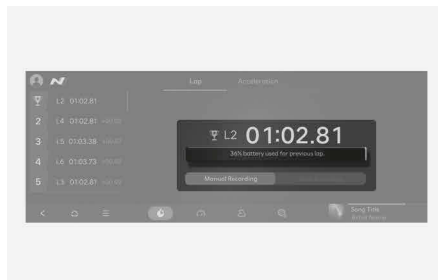 N
Lap Acceleration
L2 01:02.81
2 L4 01:02.81
3 L5 01:03.38
4 L6 01:03.73
5 L3 01:02.81
L2 01:02.81
36% battery used for previous lap.
Manual Recording
Song Title
Artist Name